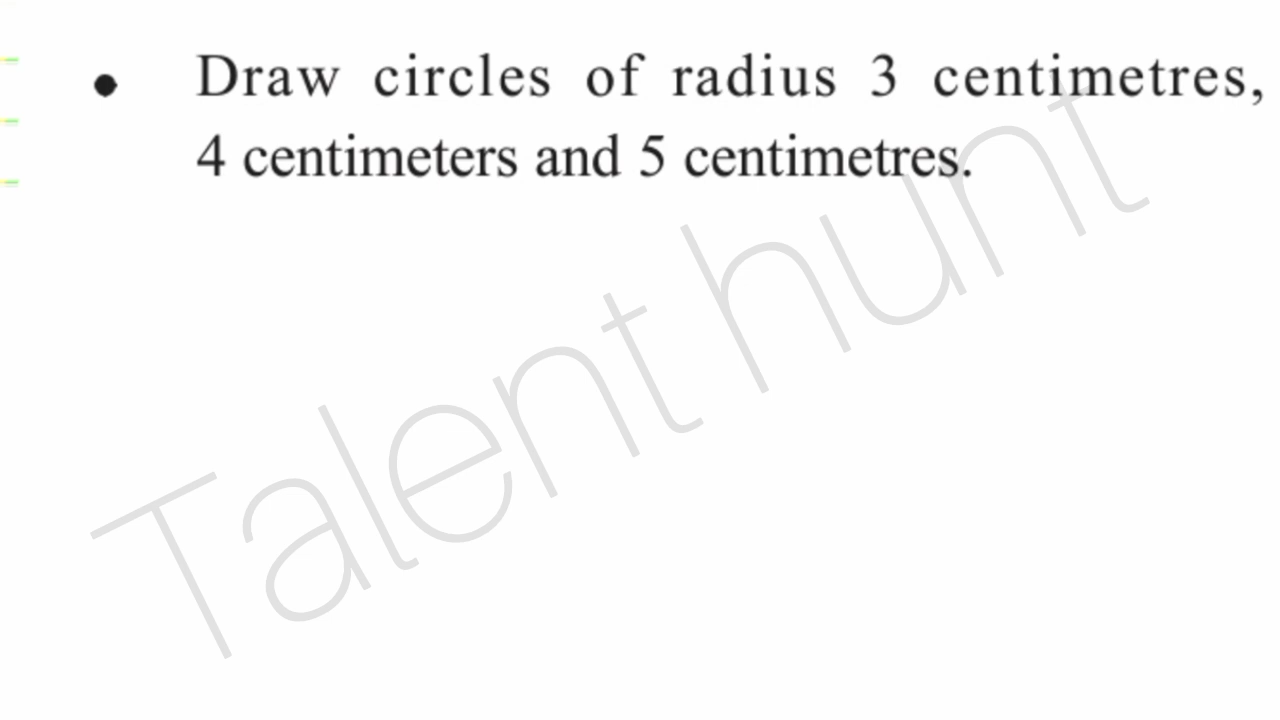 • Draw circles of radius 3 centimetres,
4 centimeters and 5 centimetres.
Talent hunt